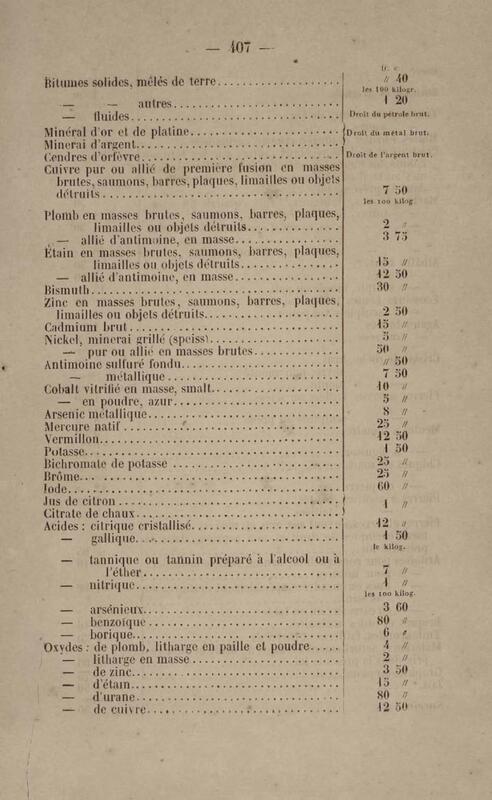 — 407 —
fr. c
Bitumes solides, mêlés de terre.................... // 40
les 100 kilogr.
— — autres............................ 1 20
— fluides................................... Droit du pétrole brut.
Minéral d'or et de platine......................... } Droit du métal brut.
Minerai d'argent.................................. }
Cendres d'orfèvre................................. Droit de l'argent brut.
Cuivre pur ou allié de première fusion en masses
brutes, saumons, barres, plaques, limailles ou objets
détruits........................................ 7 50
les 100 kilog.
Plomb en masses brutes, saumons, barres, plaques,
limailles ou objets détruits...................... 2
— allié d'antimoine, en masse................. 3 75
Étain en masses brutes, saumons, barres, plaques,
limailles ou objets détruits...................... 15 //
— allié d'antimoine, en masse................. 12 50
Bismuth......................................... 30 //
Zinc en masses brutes, saumons, barres, plaques,
limailles ou objets détruits...................... 2 50
Cadmium brut................................... 15 //
Nickel, minerai grillé (speiss)..................... 5 //
— pur ou allié en masses brutes.............. 50 //
Antimoine sulfuré fondu.......................... // 50
— métallique............................. 7 50
Cobalt vitrifié en masse, smalt..................... 10 //
— en poudre, azur.......................... 5 //
Arsenic métallique............................... 8 //
Mercure natif................................... 25 //
Vermillon....................................... 12 50
Potasse......................................... 1 50
Bichromate de potasse........................... 25 //
Brôme.......................................... 25 //
Iode............................................ 60 //
Jus de citron.................................... } 1 //
Citrate de chaux................................. }
Acides : citrique cristallisé........................ 12 //
— gallique................................ 1 50
le kilog.
— tannique ou tannin préparé à l'alcool ou à
l'éther.................................. 7 //
— nitrique................................ 1 //
les 100 kilog.
— arsénieux............................... 3 60
— benzoïque.............................. 80 //
— borique................................ 6 //
Oxydes : de plomb, litharge en paille et poudre..... 4 //
— litharge en masse........................ 2 //
— de zinc................................. 3 50
— d'étain................................. 15 //
— d'urane................................ 80 //
— de cuivre............................... 12 50